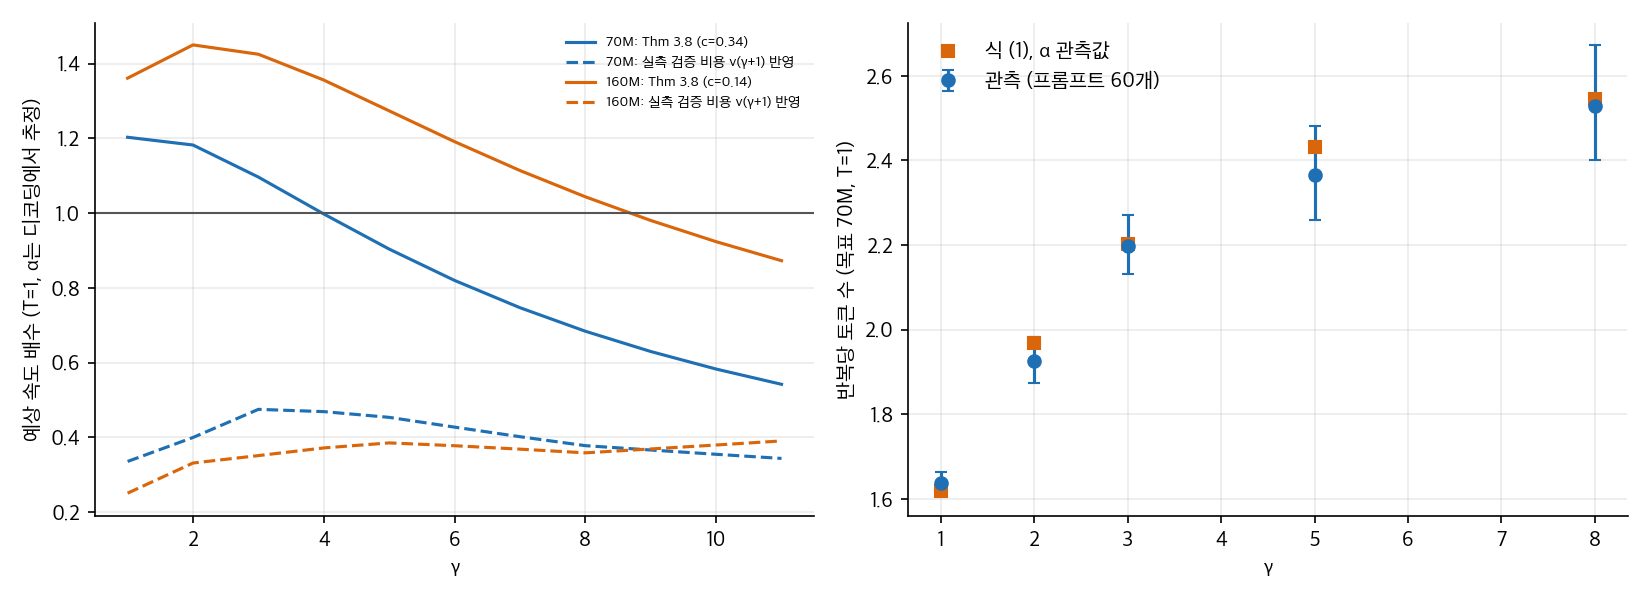 예상 속도 배수 (T=1, α는 디코딩에서 추정)
1.4
1.2
1.0
0.8
0.6
0.4
0.2
70M: Thm 3.8 (c=0.34)
70M: 실측 검증 비용 v(γ+1) 반영
160M: Thm 3.8 (c=0.14)
160M: 실측 검증 비용 v(γ+1) 반영
2 4 6 8 10
γ
반복당 토큰 수 (목표 70M, T=1)
2.6
2.4
2.2
2.0
1.8
1.6
식 (1), α 관측값
관측 (프롬프트 60개)
1 2 3 4 5 6 7 8
γ